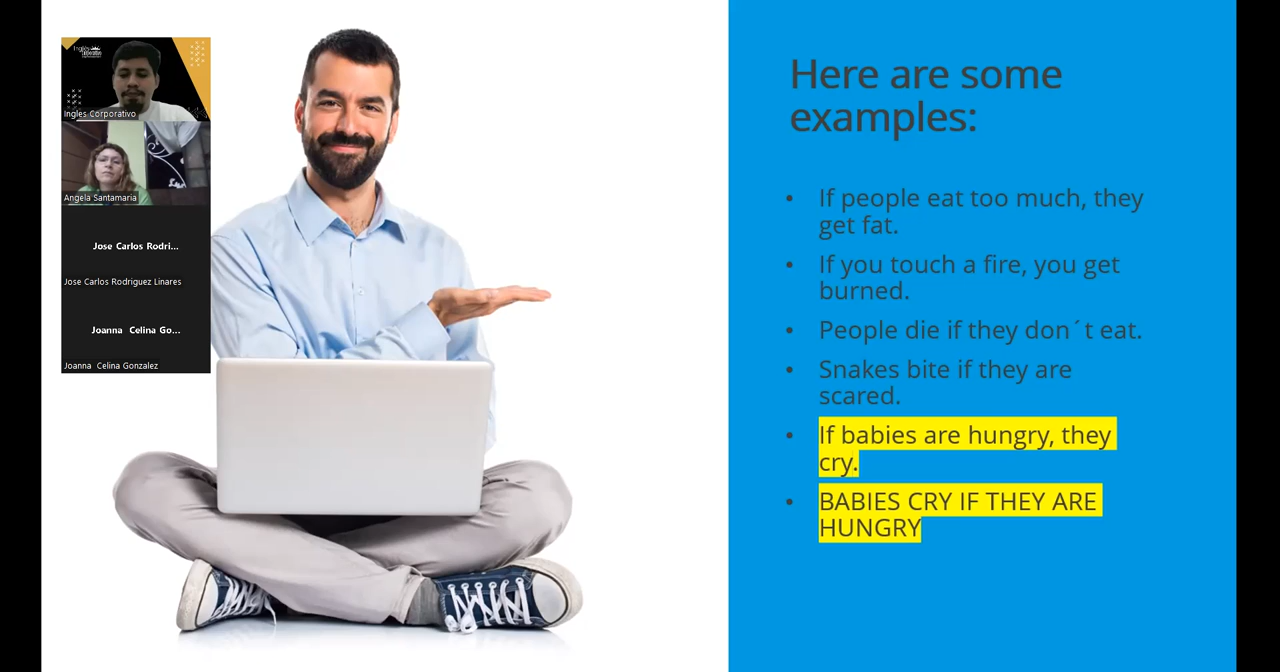 Ingles Corporativo
Angela Santamaria
Jose Carlos Rodri...
Jose Carlos Rodriguez Linares
Joanna Celina Go...
Joanna Celina Gonzalez
Here are some
examples:
• If people eat too much, they
get fat.
• If you touch a fire, you get
burned.
• People die if they don´t eat.
• Snakes bite if they are
scared.
• If babies are hungry, they
cry.
• BABIES CRY IF THEY ARE
HUNGRY